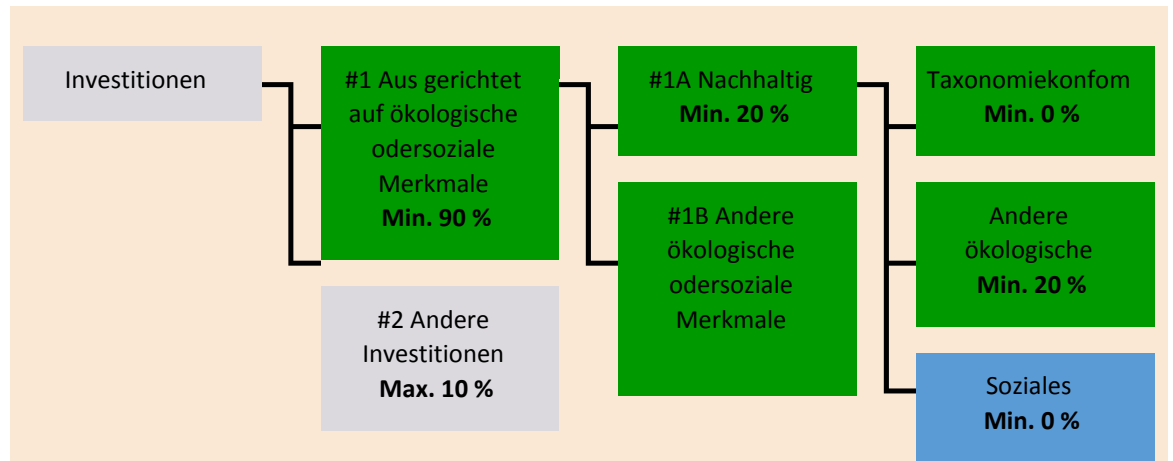 Investitionen
#1 Aus gerichtet
auf ökologische
odersoziale
Merkmale
Min. 90 %
#2 Andere
Investitionen
Max. 10 %
#1A Nachhaltig
Min. 20 %
#1B Andere
ökologische
odersoziale
Merkmale
Taxonomiekonfom
Min. 0 %
Andere
ökologische
Min. 20 %
Soziales
Min. 0 %